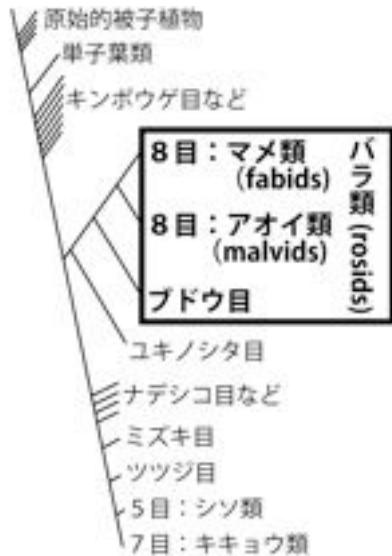 原始的被子植物
単子葉類
キンポウゲ目など
8目：マメ類
(fabids)
8目：アオイ類
(malvids)
ブドウ目
バラ類 (rosids)
ユキノシタ目
ナデシコ目など
ミズキ目
ツツジ目
5目：シソ類
7目：キキョウ類